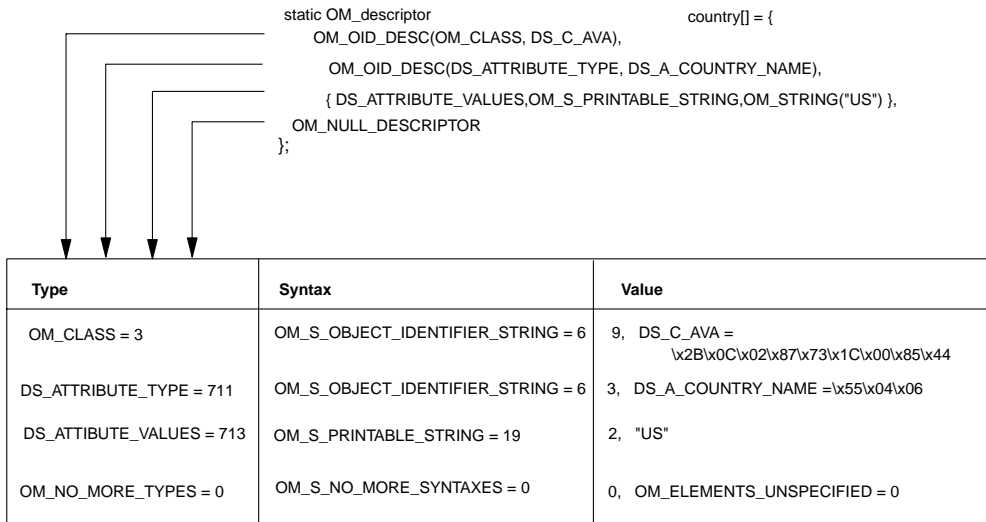 static OM_descriptor country[] = {
OM_OID_DESC(OM_CLASS, DS_C_AVA),
OM_OID_DESC(DS_ATTRIBUTE_TYPE, DS_A_COUNTRY_NAME),
{ DS_ATTRIBUTE_VALUES,OM_S_PRINTABLE_STRING,OM_STRING("US") },
OM_NULL_DESCRIPTOR
};
Type Syntax Value
OM_CLASS = 3 OM_S_OBJECT_IDENTIFIER_STRING = 6 9, DS_C_AVA =
\x2B\x0C\x02\x87\x73\x1C\x00\x85\x44
DS_ATTRIBUTE_TYPE = 711 OM_S_OBJECT_IDENTIFIER_STRING = 6 3, DS_A_COUNTRY_NAME =\x55\x04\x06
DS_ATTIBUTE_VALUES = 713 OM_S_PRINTABLE_STRING = 19 2, "US"
OM_NO_MORE_TYPES = 0 OM_S_NO_MORE_SYNTAXES = 0 0, OM_ELEMENTS_UNSPECIFIED = 0